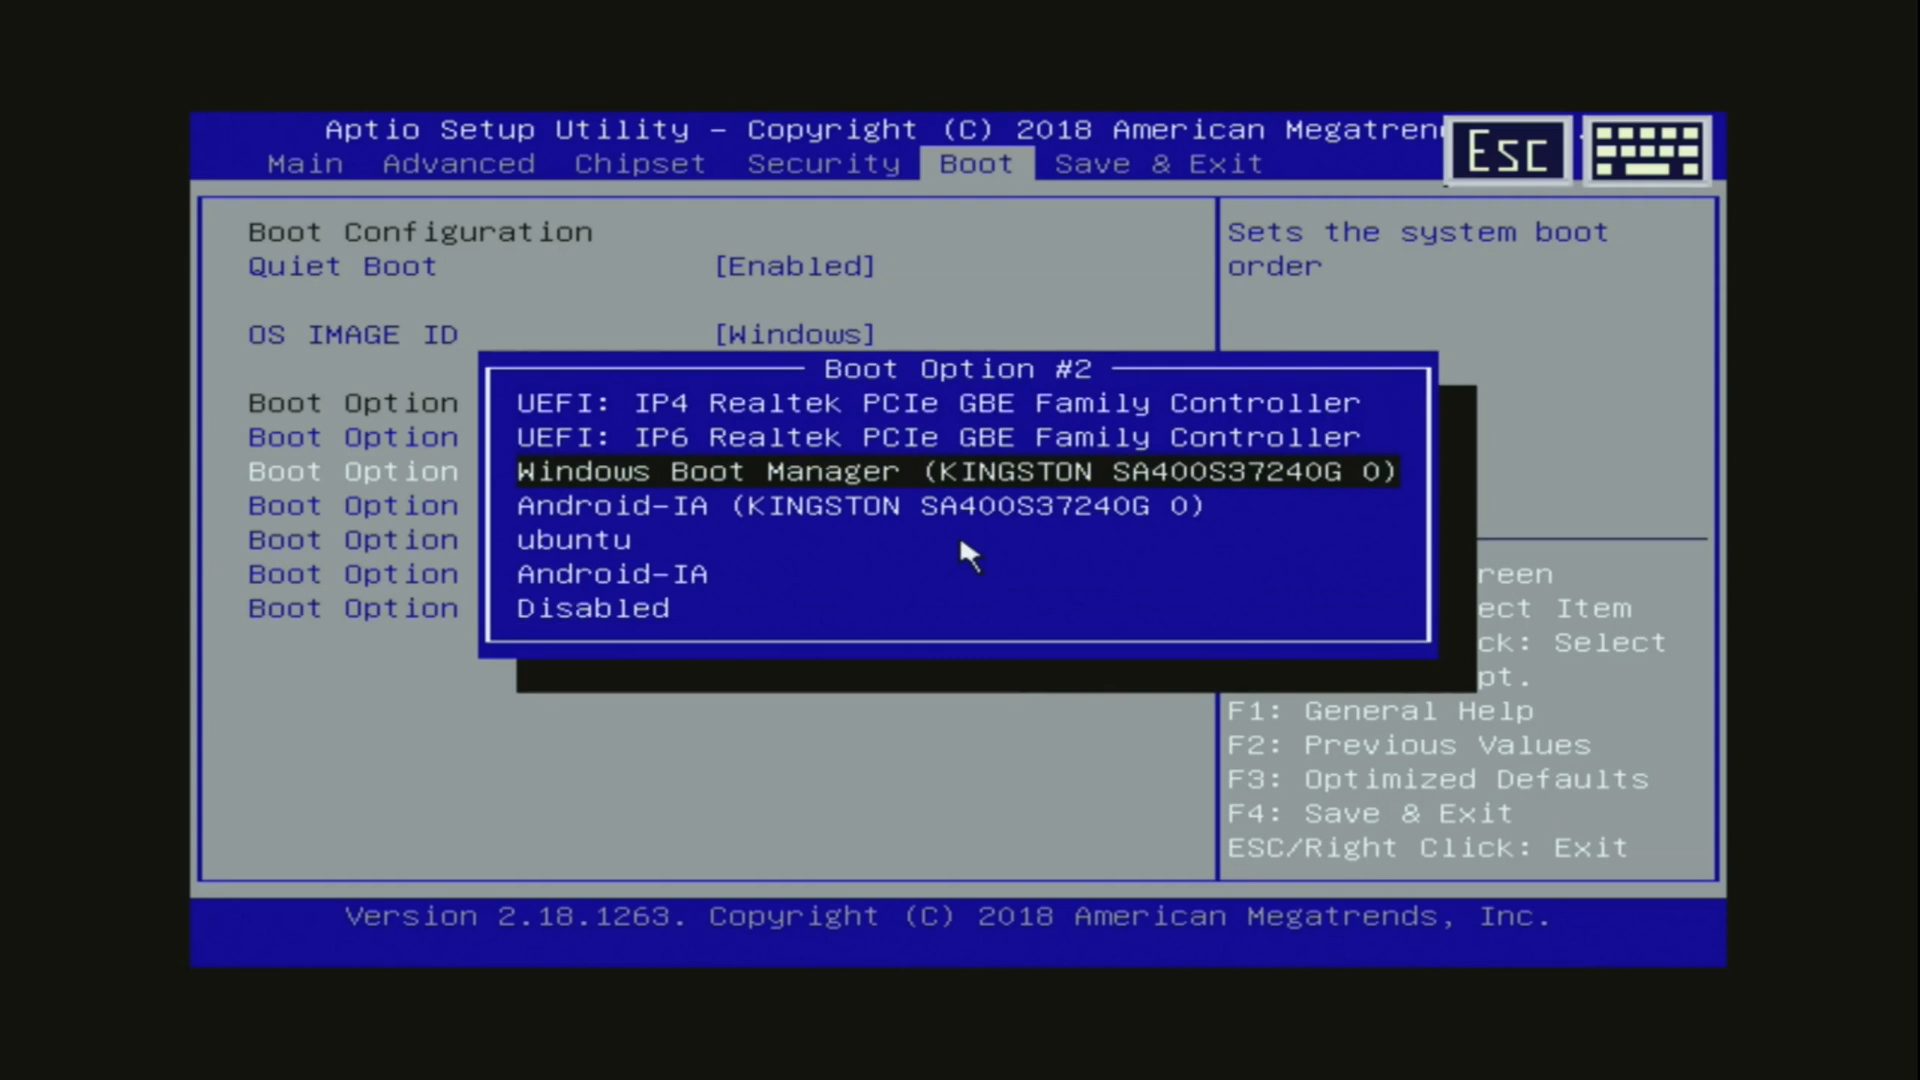 Aptio Setup Utility - Copyright (C) 2018 American
Esc
Main Advanced Chipset Security Boot Save & Exit
Boot Configuration
Quiet Boot [Enabled]
OS IMAGE ID [Windows]
Sets the system boot
order
Boot Option #2
Boot Option
Boot Option
Boot Option
Boot Option
Boot Option
Boot Option
Boot Option
UEFI: IP4 Realtek PCIe GBE Family Controller
UEFI: IP6 Realtek PCIe GBE Family Controller
Windows Boot Manager (KINGSTON SA400S37240G 0)
Android-IA (KINGSTON SA400S37240G 0)
ubuntu
Android-IA
Disabled
Item
Select
F1: General Help
F2: Previous Values
F3: Optimized Defaults
F4: Save & Exit
ESC/Right Click: Exit
Version 2.18.1263. Copyright (C) 2018 American Megatrends, Inc.